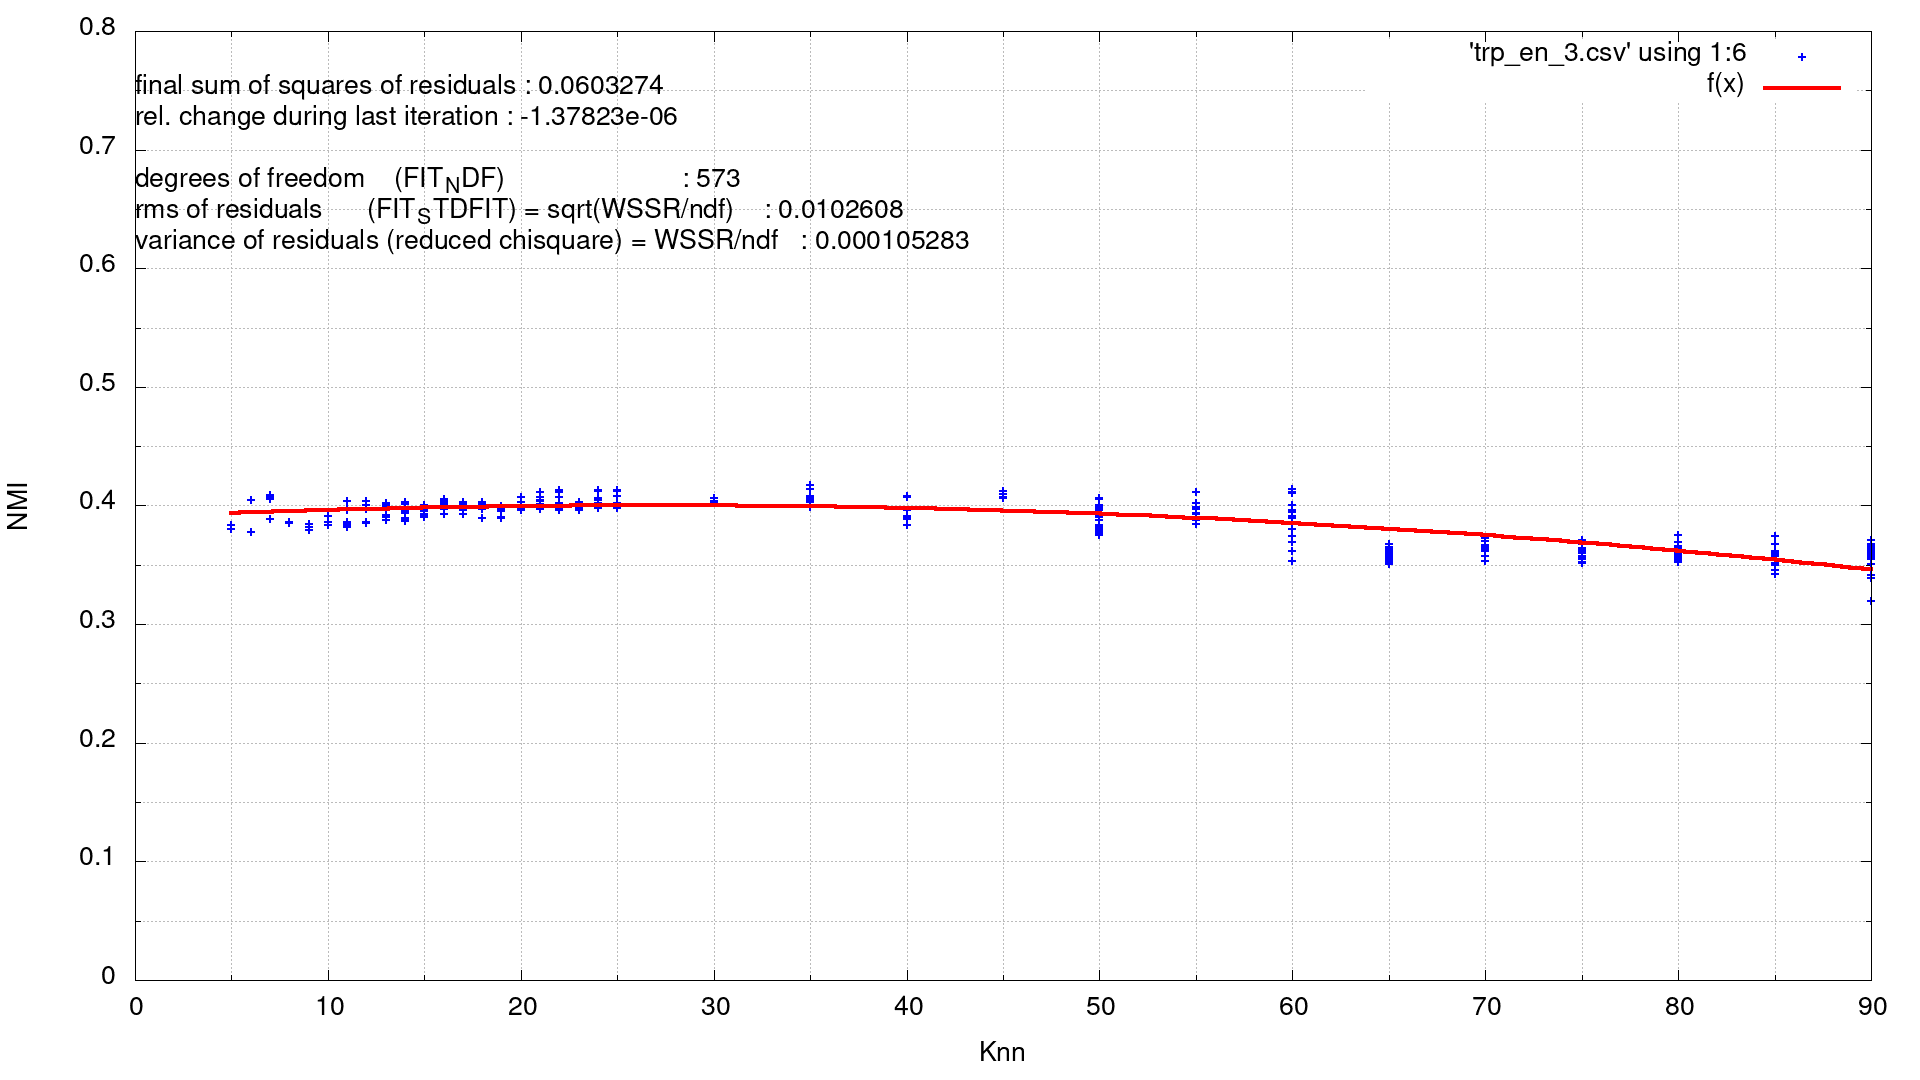 'trp_en_3.csv' using 1:6
f(x)
final sum of squares of residuals : 0.0603274
rel. change during last iteration : -1.37823e-06
degrees of freedom    (FIT_NDF)                        : 573
rms of residuals      (FIT_STDFIT) = sqrt(WSSR/ndf)    : 0.0102608
variance of residuals (reduced chisquare) = WSSR/ndf   : 0.000105283
0.8
0.7
0.6
0.5
0.4
0.3
0.2
0.1
0
NMI
0 10 20 30 40 50 60 70 80 90
Knn